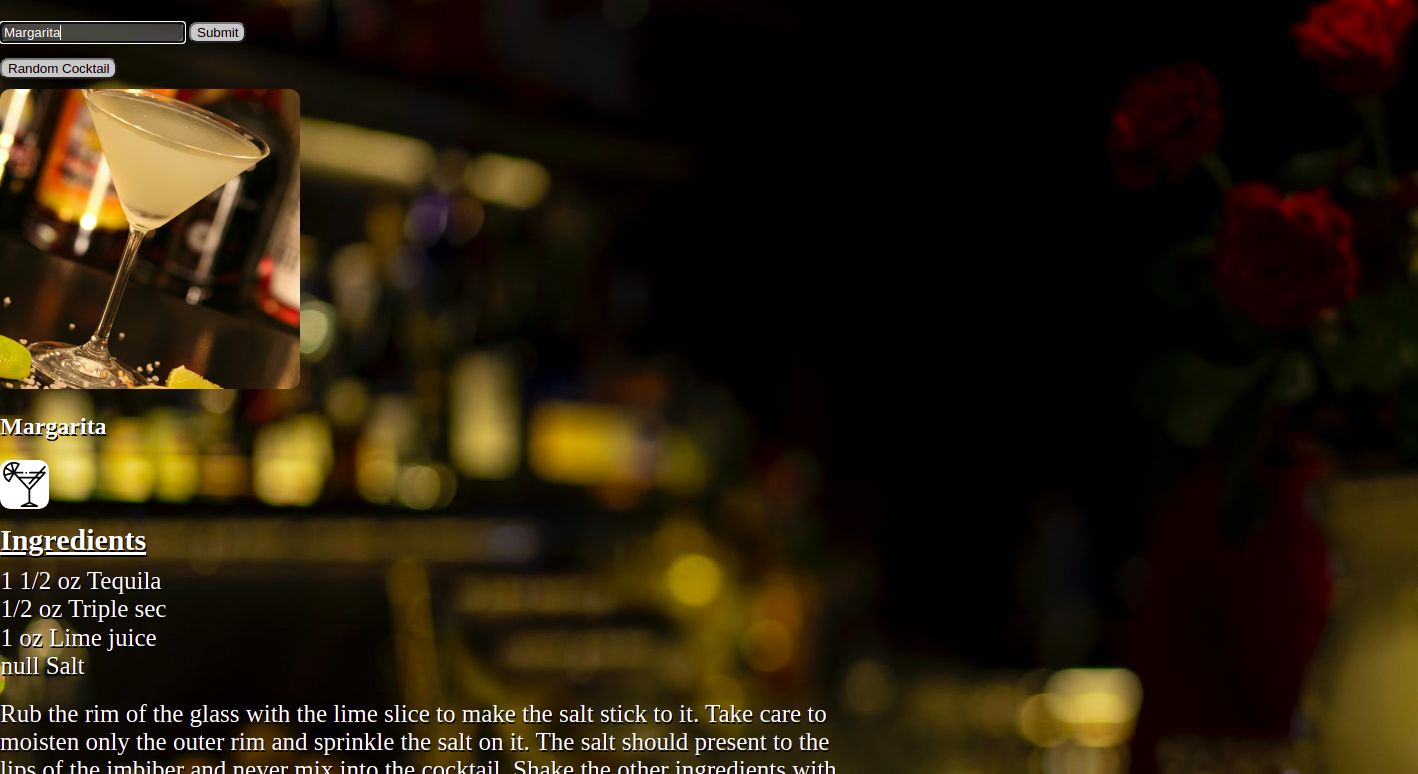 Margarita Submit
Random Cocktail
Margarita
Ingredients
1 1/2 oz Tequila
1/2 oz Triple sec
1 oz Lime juice
null Salt
Rub the rim of the glass with the lime slice to make the salt stick to it. Take care to
moisten only the outer rim and sprinkle the salt on it. The salt should present to the
lips of the imbiber and never mix into the cocktail. Shake the other ingredients with